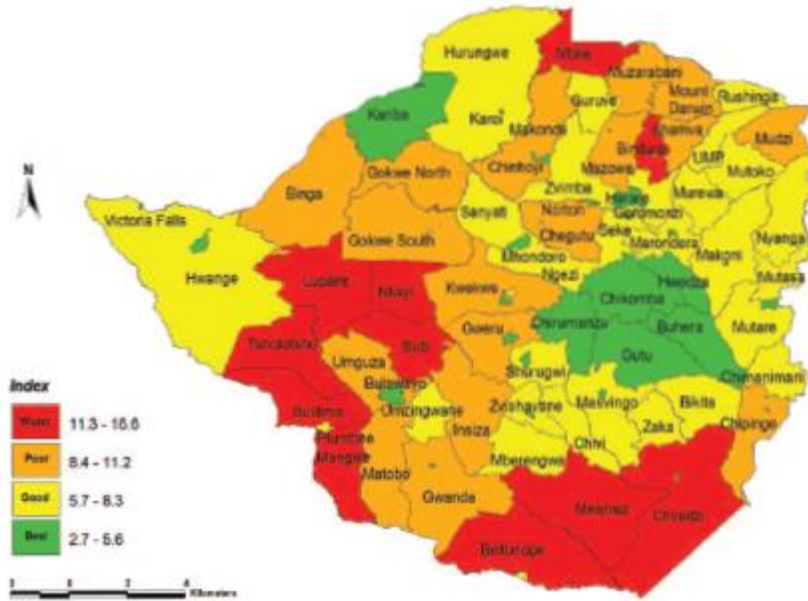 Hurungwe
Mbire
Muzarabani
Mount
Darwin
Rushinga
Guruve
Kariba
Karoi
Makonde
Shamva
Mudzi
Bindura
UMP
Mutoko
Chinhoyi
Mazowe
Gokwe North
Zvimba
Murewa
Binga
N
Harare
Goromonzi
Sanyati
Norton
Nyanga
Victoria Falls
Seke
Chegutu
Marondera
Gokwe South
Makoni
Mhondoro
Hwange
Ngezi
Mutasa
Lupane
Nkayi
Kwekwe
Hwedza
Chikomba
Gweru
Chirumanzu
Buhera
Mutare
Tsholotsho
Umguza
Bubi
Gutu
Shurugwi
Chimanimani
Index
Bulawayo
Worst 11.3 - 16.6
Bulilima
Umzingwane
Zvishavane
Masvingo
Bikita
Insiza
Zaka
Chipinge
Plumtree
Mangwe
Poor 8.4 - 11.2
Matobo
Mberengwa
Chivi
Good 5.7 - 8.3
Gwanda
Mwenezi
Chiredzi
Best 2.7 - 5.6
Beitbridge
Kilometers